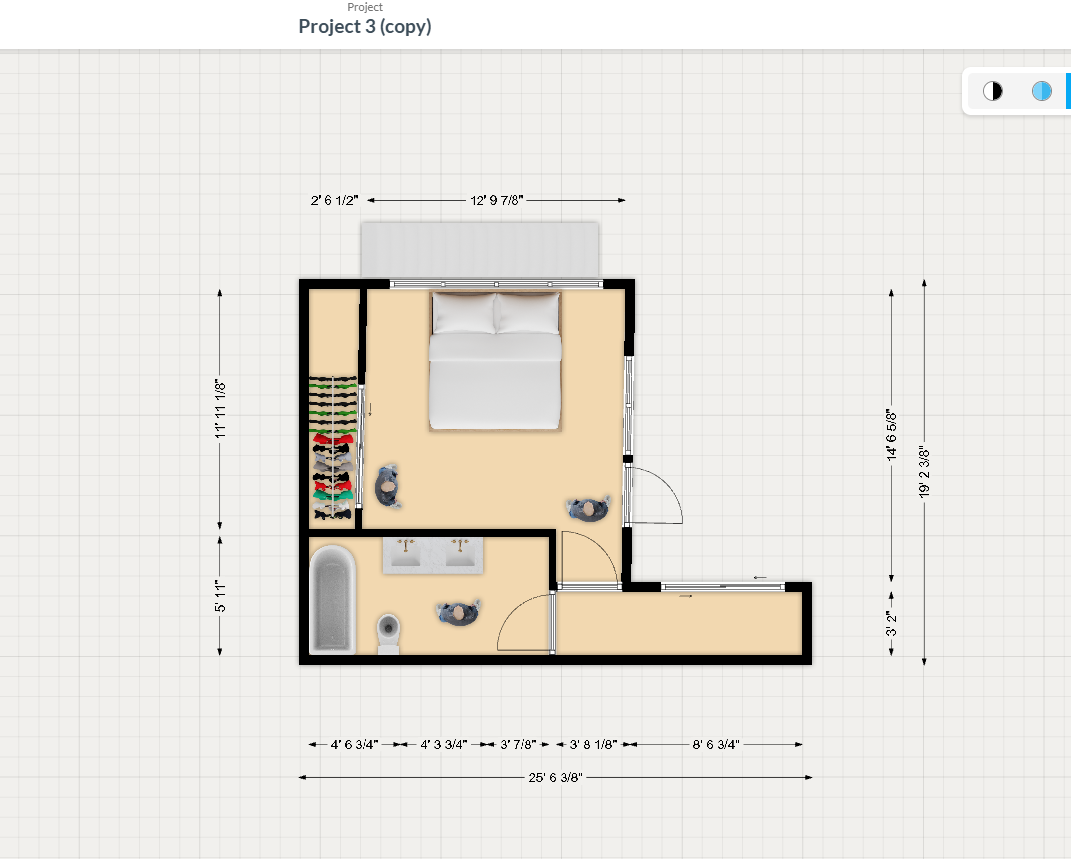 Project
Project 3 (copy)
2' 6 1/2"
12' 9 7/8"
11' 11 1/8"
14' 6 5/8"
19' 2 3/8"
5' 11"
3' 2"
4' 6 3/4"
4' 3 3/4"
3' 7/8"
3' 8 1/8"
8' 6 3/4"
25' 6 3/8"